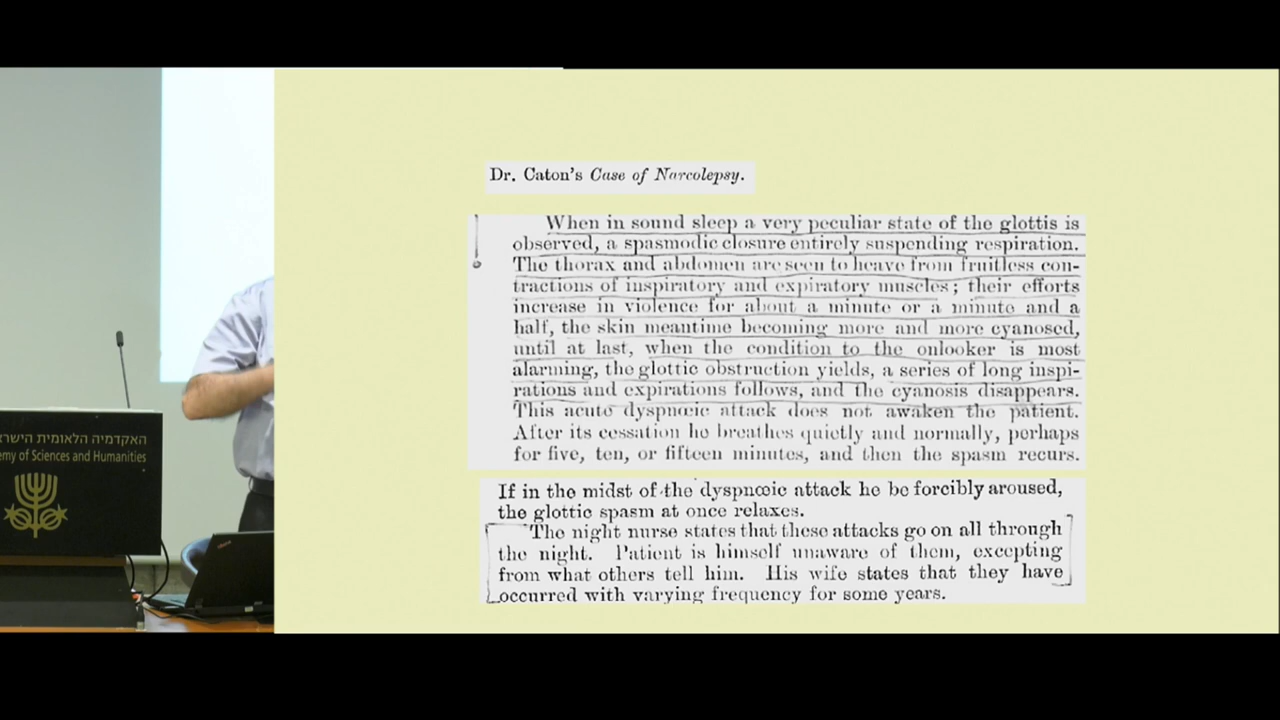 Dr. Caton's Case of Narcolepsy.
When in sound sleep a very peculiar state of the glottis is
observed, a spasmodic closure entirely suspending respiration.
The thorax and abdomen are seen to heave from fruitless con-
tractions of inspiratory and expiratory muscles; their efforts
increase in violence for about a minute or a minute and a
half, the skin meantime becoming more and more cyanosed,
until at last, when the condition to the onlooker is most
alarming, the glottic obstruction yields, a series of long inspi-
rations and expirations follows, and the cyanosis disappears.
This acute dyspnœic attack does not awaken the patient.
After its cessation he breathes quietly and normally, perhaps
for five, ten, or fifteen minutes, and then the spasm recurs.
If in the midst of the dyspnœic attack he be forcibly aroused,
the glottic spasm at once relaxes.
The night nurse states that these attacks go on all through
the night. Patient is himself unaware of them, excepting
from what others tell him. His wife states that they have
occurred with varying frequency for some years.
האקדמיה הלאומית הישרא
emy of Sciences and Humanities